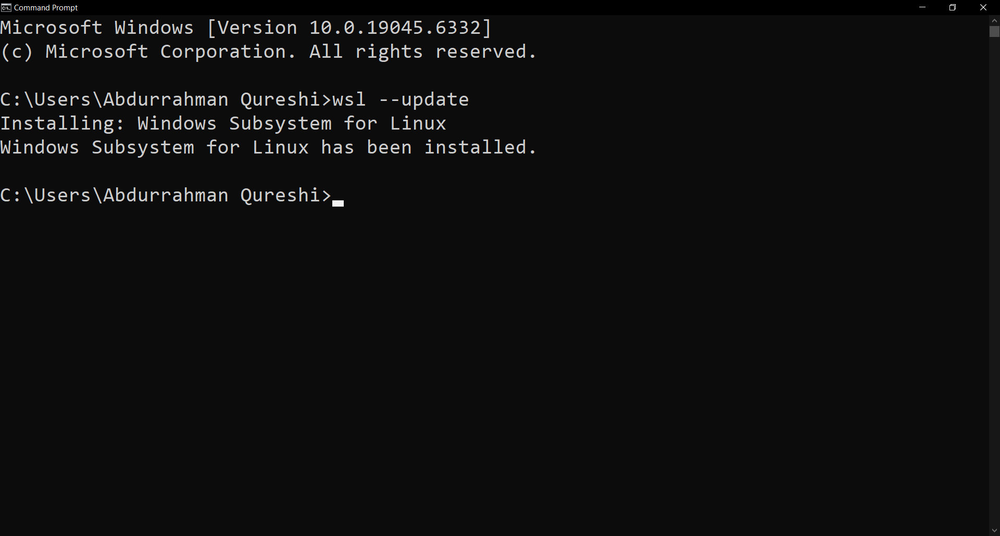 Command Prompt
Microsoft Windows [Version 10.0.19045.6332]
(c) Microsoft Corporation. All rights reserved.
C:\Users\Abdurrahman Qureshi>wsl --update
Installing: Windows Subsystem for Linux
Windows Subsystem for Linux has been installed.
C:\Users\Abdurrahman Qureshi>